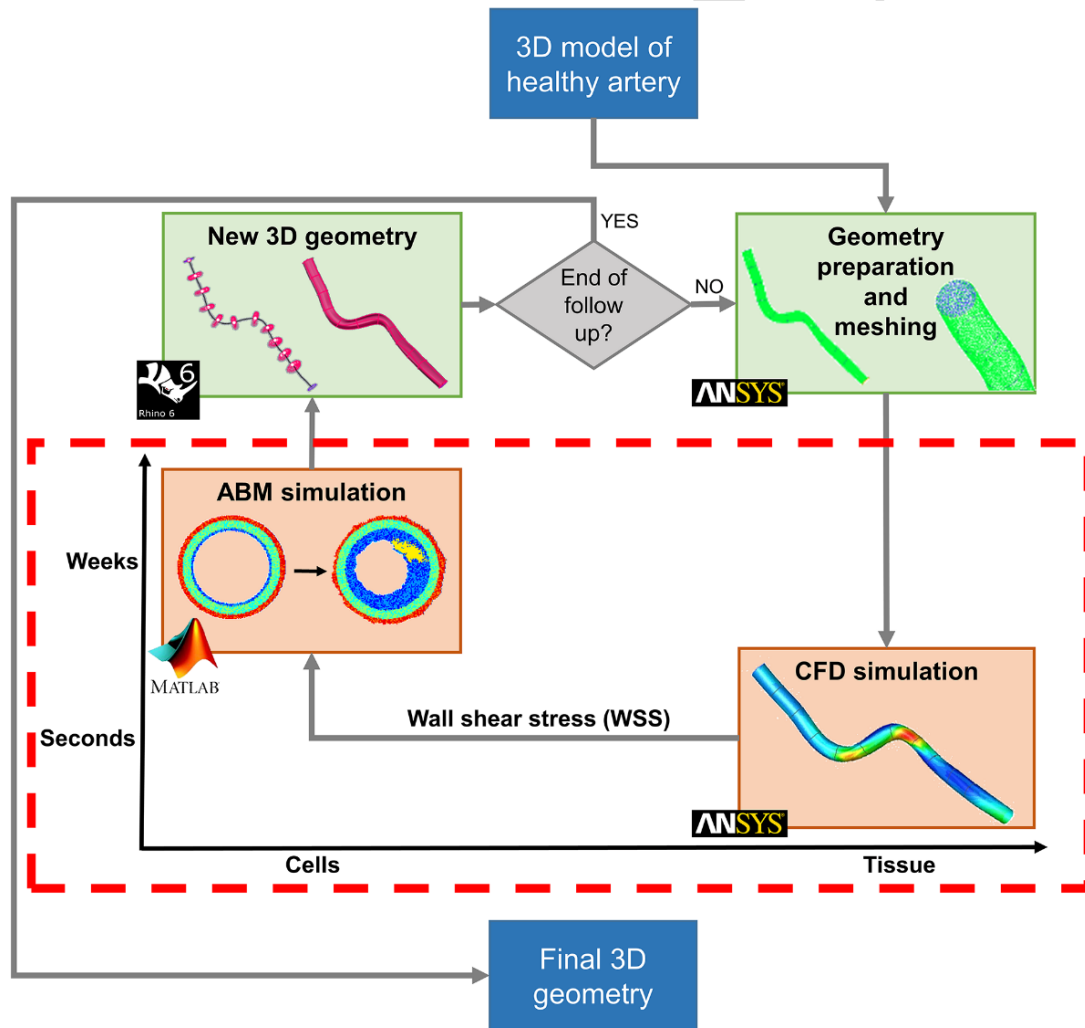 3D model of
healthy artery
New 3D geometry
6
Rhino 6
YES
End of
follow
up?
NO
Geometry
preparation
and
meshing
ANSYS®
ABM simulation
Weeks
MATLAB
Seconds
Wall shear stress (WSS)
CFD simulation
ANSYS®
Cells
Tissue
Final 3D
geometry